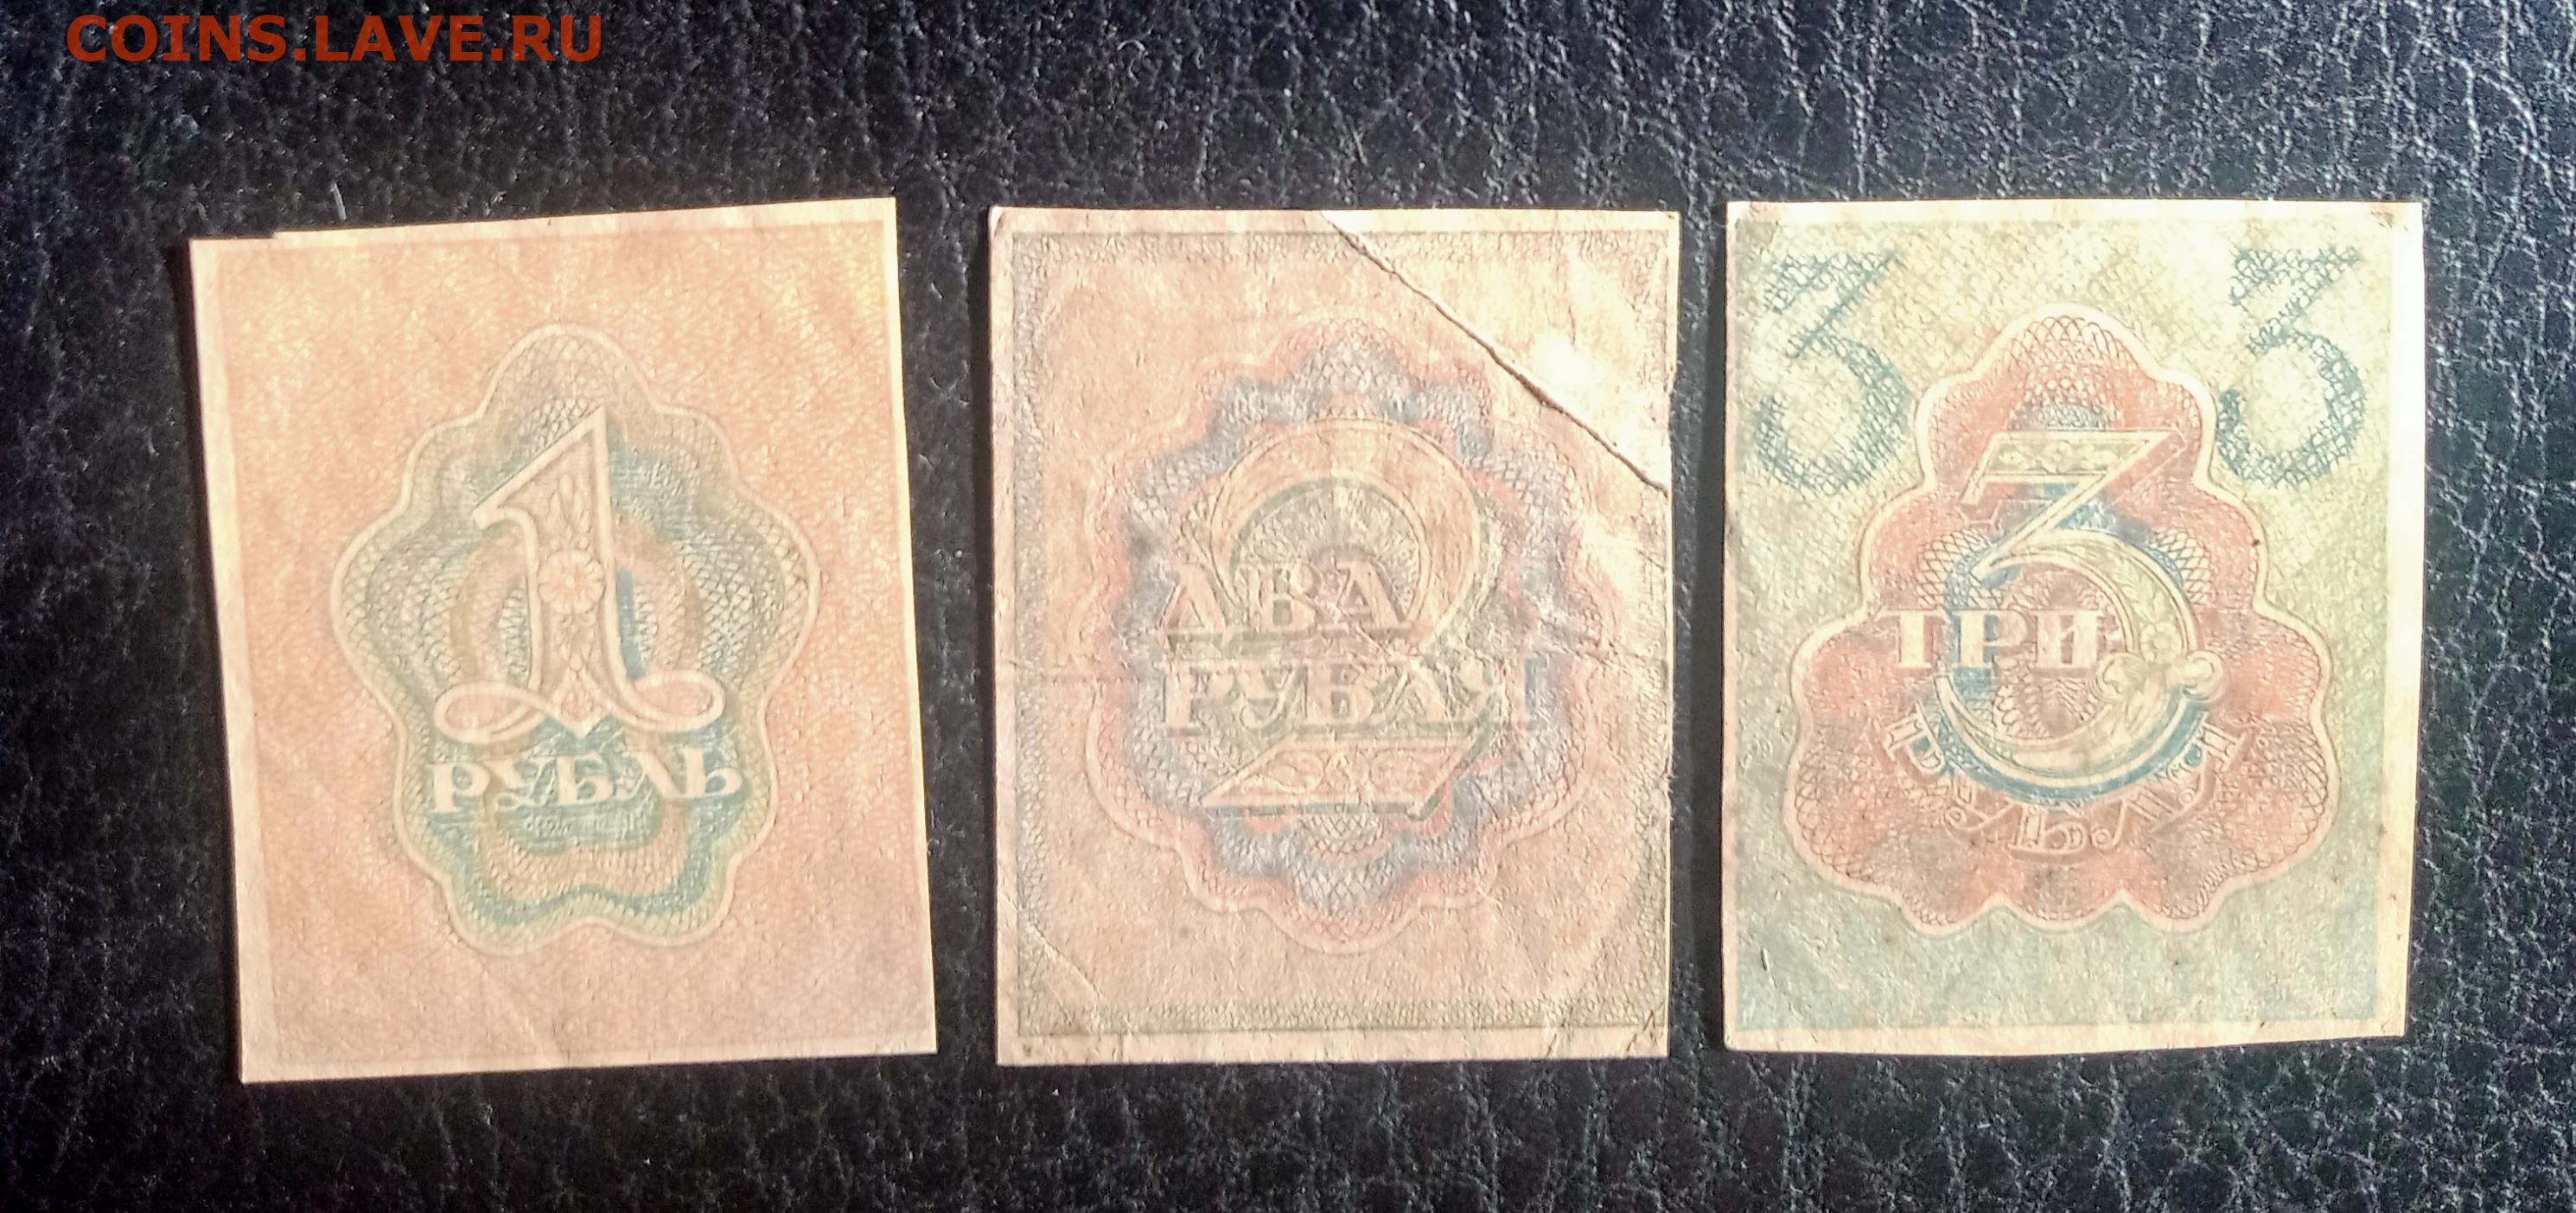 COINS.LAVE.RU
1
РУБЛЬ
2
ДВА
РУБЛЯ
3 3
3
ТРИ
РУБЛЯ